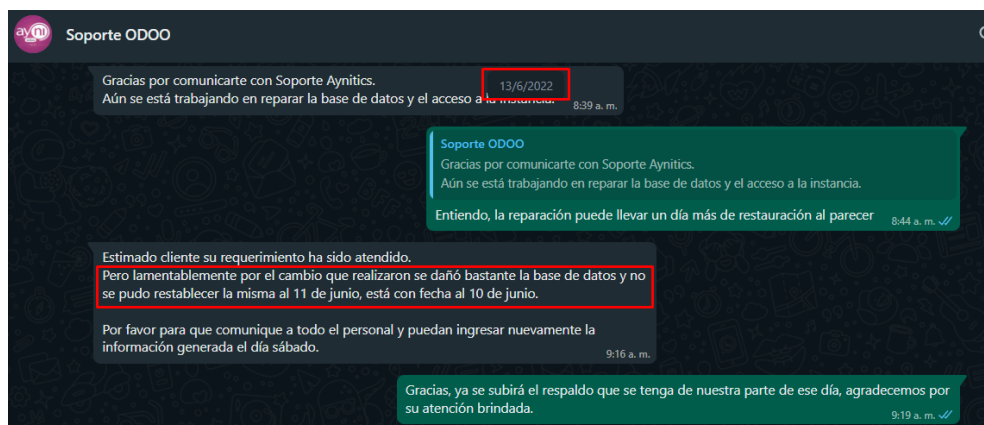 ayni
Soporte ODOO
Gracias por comunicarte con Soporte Aynitics.
13/6/2022
Aún se está trabajando en reparar la base de datos y el acceso a la instancia.
8:39 a. m.
Soporte ODOO
Gracias por comunicarte con Soporte Aynitics.
Aún se está trabajando en reparar la base de datos y el acceso a la instancia.
Entiendo, la reparación puede llevar un día más de restauración al parecer
8:44 a. m.
Estimado cliente su requerimiento ha sido atendido.
Pero lamentablemente por el cambio que realizaron se dañó bastante la base de datos y no
se pudo restablecer la misma al 11 de junio, está con fecha al 10 de junio.
Por favor para que comunique a todo el personal y puedan ingresar nuevamente la
información generada el día sábado.
9:16 a. m.
Gracias, ya se subirá el respaldo que se tenga de nuestra parte de ese día, agradecemos por
su atención brindada.
9:19 a. m.